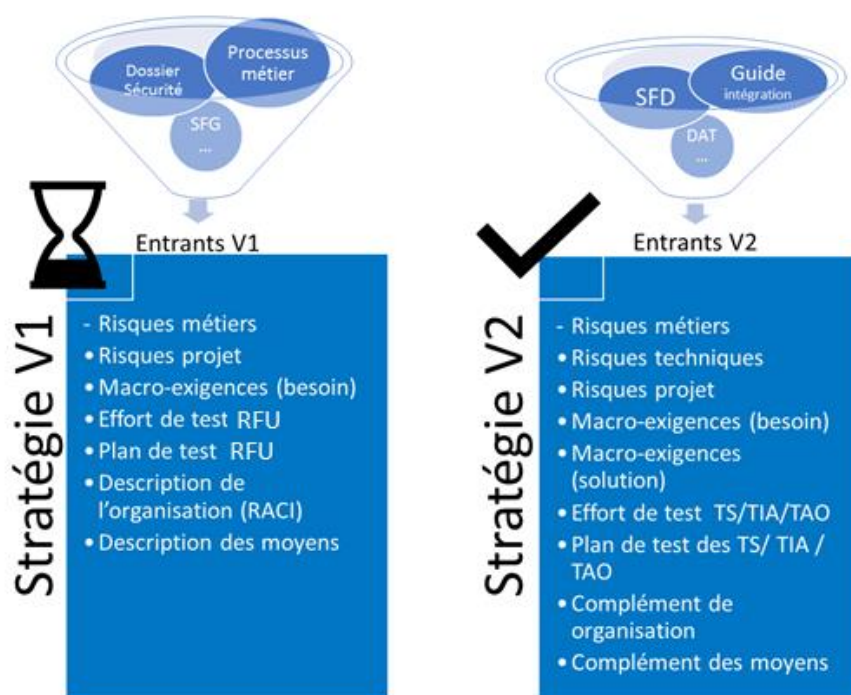 Dossier
Sécurité
Processus
métier
SFG
...
Entrants V1
Stratégie V1
- Risques métiers
• Risques projet
• Macro-exigences (besoin)
• Effort de test RFU
• Plan de test RFU
• Description de
l'organisation (RACI)
• Description des moyens
SFD
Guide
intégration
DAT
...
Entrants V2
Stratégie V2
- Risques métiers
• Risques techniques
• Risques projet
• Macro-exigences (besoin)
• Macro-exigences
(solution)
• Effort de test TS/TIA/TAO
• Plan de test des TS/ TIA /
TAO
• Complément de
organisation
• Complément des moyens